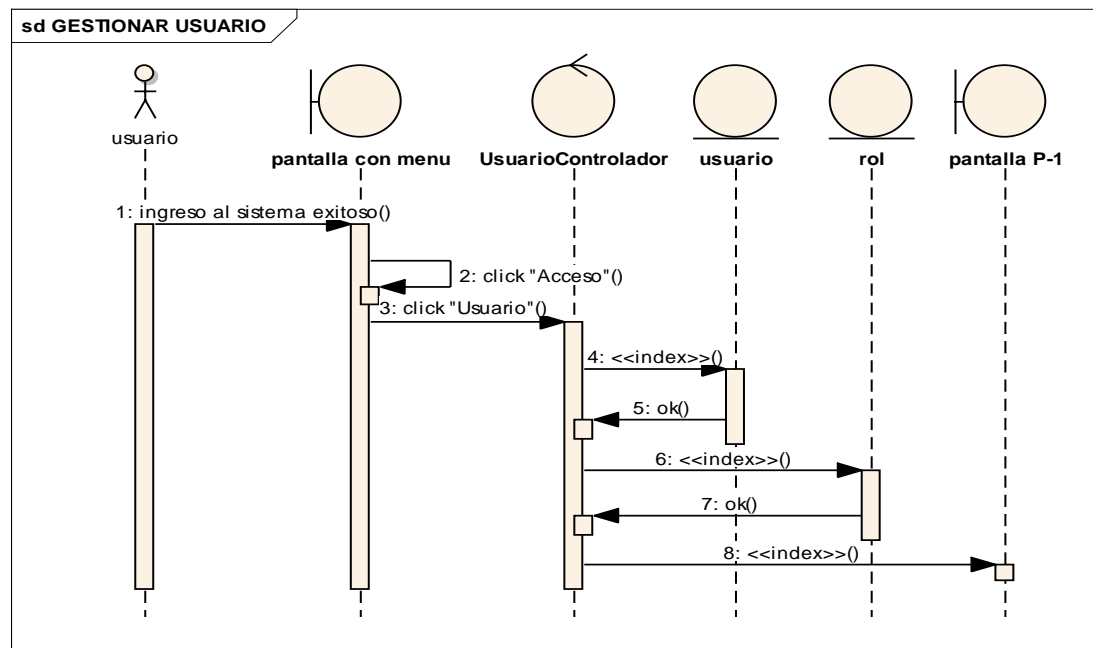 sd GESTIONAR USUARIO
usuario
pantalla con menu
UsuarioControlador
usuario
rol
pantalla P-1
1: ingreso al sistema exitoso()
2: click "Acceso"()
3: click "Usuario"()
4: <<index>>()
5: ok()
6: <<index>>()
7: ok()
8: <<index>>()